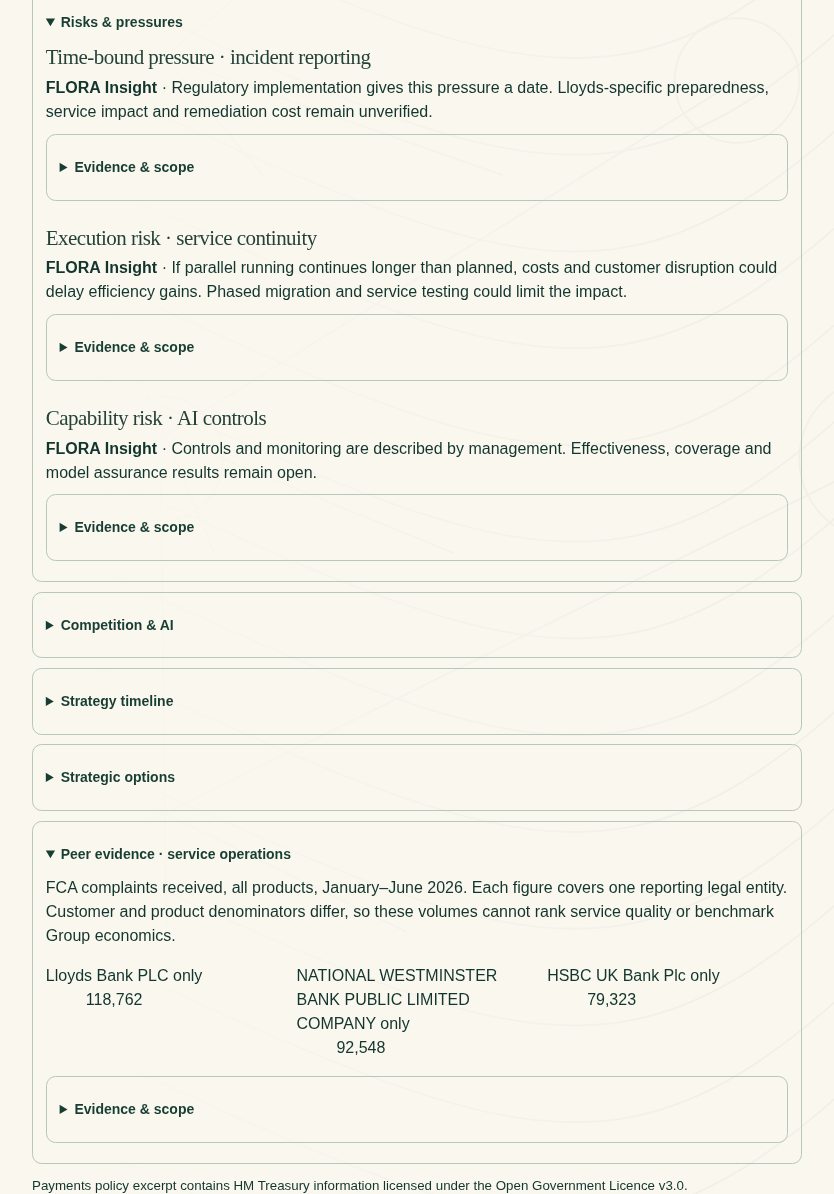 Risks & pressures
Time-bound pressure · incident reporting
FLORA Insight · Regulatory implementation gives this pressure a date. Lloyds-specific preparedness,
service impact and remediation cost remain unverified.
Evidence & scope
Execution risk · service continuity
FLORA Insight · If parallel running continues longer than planned, costs and customer disruption could
delay efficiency gains. Phased migration and service testing could limit the impact.
Evidence & scope
Capability risk · AI controls
FLORA Insight · Controls and monitoring are described by management. Effectiveness, coverage and
model assurance results remain open.
Evidence & scope
Competition & AI
Strategy timeline
Strategic options
Peer evidence · service operations
FCA complaints received, all products, January–June 2026. Each figure covers one reporting legal entity.
Customer and product denominators differ, so these volumes cannot rank service quality or benchmark
Group economics.
Lloyds Bank PLC only
118,762
NATIONAL WESTMINSTER
BANK PUBLIC LIMITED
COMPANY only
92,548
HSBC UK Bank Plc only
79,323
Evidence & scope
Payments policy excerpt contains HM Treasury information licensed under the Open Government Licence v3.0.